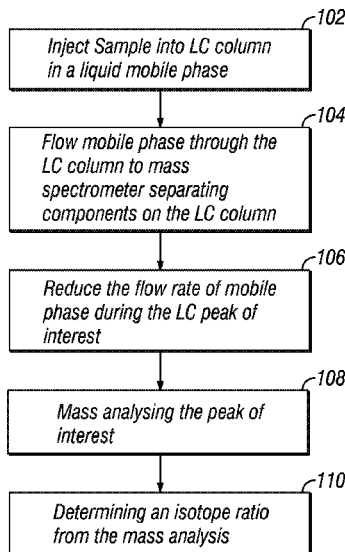 102
Inject Sample into LC column
in a liquid mobile phase
104
Flow mobile phase through the
LC column to mass
spectrometer separating
components on the LC column
106
Reduce the flow rate of mobile
phase during the LC peak of
interest
108
Mass analysing the peak of
interest
110
Determining an isotope ratio
from the mass analysis